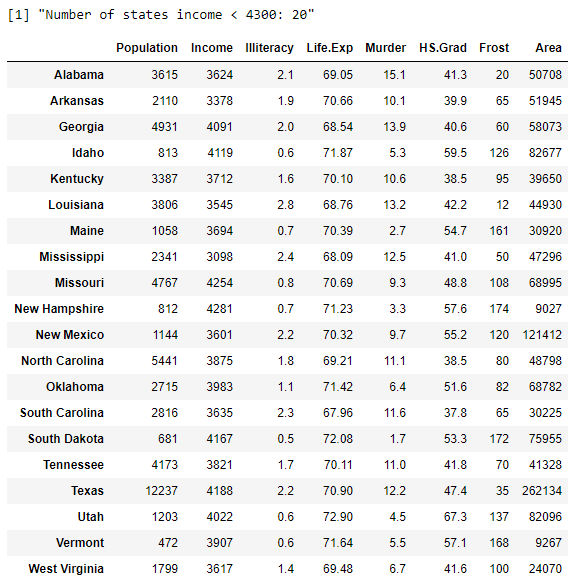 [1] "Number of states income < 4300: 20"
Population Income Illiteracy Life.Exp Murder HS.Grad Frost Area
Alabama 3615 3624 2.1 69.05 15.1 41.3 20 50708
Arkansas 2110 3378 1.9 70.66 10.1 39.9 65 51945
Georgia 4931 4091 2.0 68.54 13.9 40.6 60 58073
Idaho 813 4119 0.6 71.87 5.3 59.5 126 82677
Kentucky 3387 3712 1.6 70.10 10.6 38.5 95 39650
Louisiana 3806 3545 2.8 68.76 13.2 42.2 12 44930
Maine 1058 3694 0.7 70.39 2.7 54.7 161 30920
Mississippi 2341 3098 2.4 68.09 12.5 41.0 50 47296
Missouri 4767 4254 0.8 70.69 9.3 48.8 108 68995
New Hampshire 812 4281 0.7 71.23 3.3 57.6 174 9027
New Mexico 1144 3601 2.2 70.32 9.7 55.2 120 121412
North Carolina 5441 3875 1.8 69.21 11.1 38.5 80 48798
Oklahoma 2715 3983 1.1 71.42 6.4 51.6 82 68782
South Carolina 2816 3635 2.3 67.96 11.6 37.8 65 30225
South Dakota 681 4167 0.5 72.08 1.7 53.3 172 75955
Tennessee 4173 3821 1.7 70.11 11.0 41.8 70 41328
Texas 12237 4188 2.2 70.90 12.2 47.4 35 262134
Utah 1203 4022 0.6 72.90 4.5 67.3 137 82096
Vermont 472 3907 0.6 71.64 5.5 57.1 168 9267
West Virginia 1799 3617 1.4 69.48 6.7 41.6 100 24070